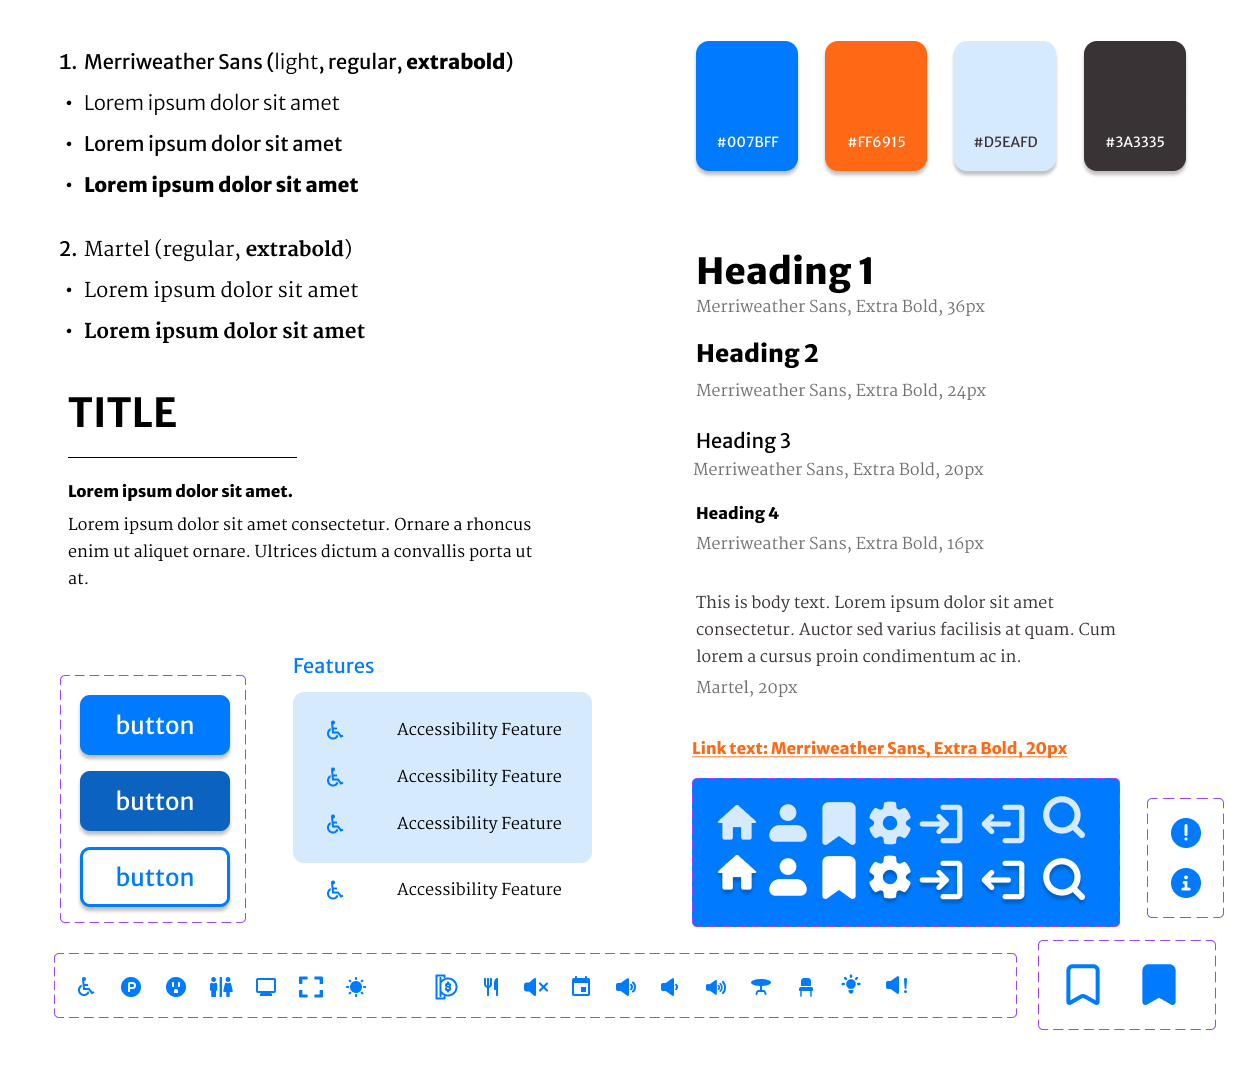 1. Merriweather Sans (light, regular, extrabold)
• Lorem ipsum dolor sit amet
• Lorem ipsum dolor sit amet
• Lorem ipsum dolor sit amet
2. Martel (regular, extrabold)
• Lorem ipsum dolor sit amet
• Lorem ipsum dolor sit amet
TITLE
Lorem ipsum dolor sit amet.
Lorem ipsum dolor sit amet consectetur. Ornare a rhoncus
enim ut aliquet ornare. Ultrices dictum a convallis porta ut
at.
button
button
button
Features
Accessibility Feature
Accessibility Feature
Accessibility Feature
Accessibility Feature
#007BFF
#FF6915
#D5EAFD
#3A3335
Heading 1
Merriweather Sans, Extra Bold, 36px
Heading 2
Merriweather Sans, Extra Bold, 24px
Heading 3
Merriweather Sans, Extra Bold, 20px
Heading 4
Merriweather Sans, Extra Bold, 16px
This is body text. Lorem ipsum dolor sit amet
consectetur. Auctor sed varius facilisis at quam. Cum
lorem a cursus proin condimentum ac in.
Martel, 20px
Link text: Merriweather Sans, Extra Bold, 20px